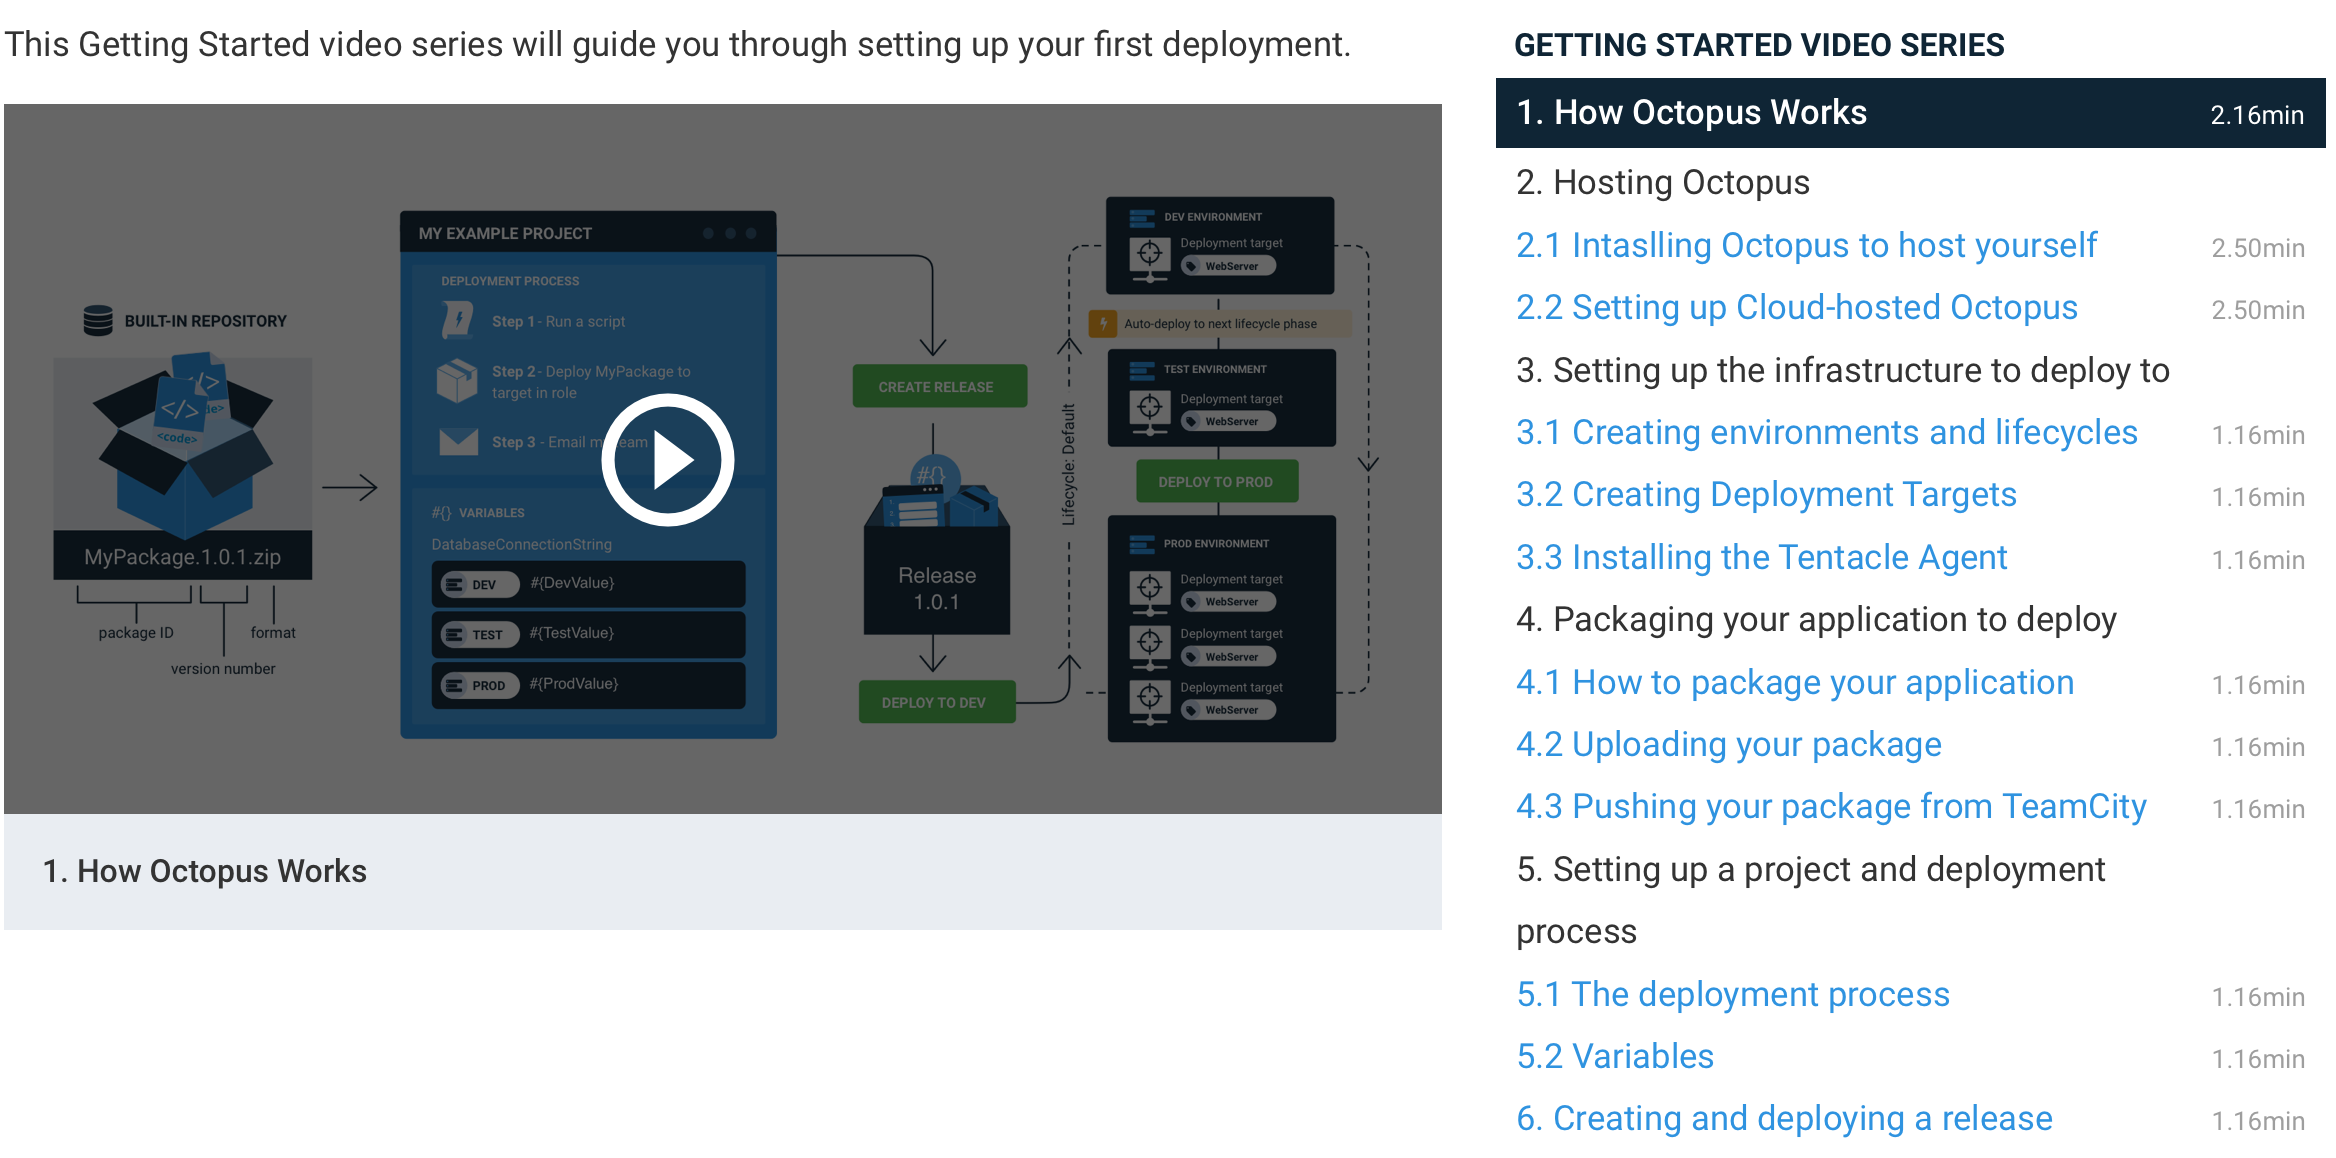 This Getting Started video series will guide you through setting up your first deployment.
BUILT-IN REPOSITORY
</>
</>
de>
<code>
MyPackage.1.0.1.zip
package ID
format
version number
MY EXAMPLE PROJECT
DEPLOYMENT PROCESS
Step 1 - Run a script
Step 2 - Deploy MyPackage to
target in role
Step 3 - Email m eam
#{} VARIABLES
DatabaseConnectionString
DEV #{DevValue}
TEST #{TestValue}
PROD #{ProdValue}
CREATE RELEASE
#{}
Release
1.0.1
DEPLOY TO DEV
Lifecycle: Default
DEV ENVIRONMENT
Deployment target
WebServer
Auto-deploy to next lifecycle phase
TEST ENVIRONMENT
Deployment target
WebServer
DEPLOY TO PROD
PROD ENVIRONMENT
Deployment target
WebServer
Deployment target
WebServer
Deployment target
WebServer
1. How Octopus Works
GETTING STARTED VIDEO SERIES
1. How Octopus Works 2.16min
2. Hosting Octopus
2.1 Intaslling Octopus to host yourself 2.50min
2.2 Setting up Cloud-hosted Octopus 2.50min
3. Setting up the infrastructure to deploy to
3.1 Creating environments and lifecycles 1.16min
3.2 Creating Deployment Targets 1.16min
3.3 Installing the Tentacle Agent 1.16min
4. Packaging your application to deploy
4.1 How to package your application 1.16min
4.2 Uploading your package 1.16min
4.3 Pushing your package from TeamCity 1.16min
5. Setting up a project and deployment
process
5.1 The deployment process 1.16min
5.2 Variables 1.16min
6. Creating and deploying a release 1.16min